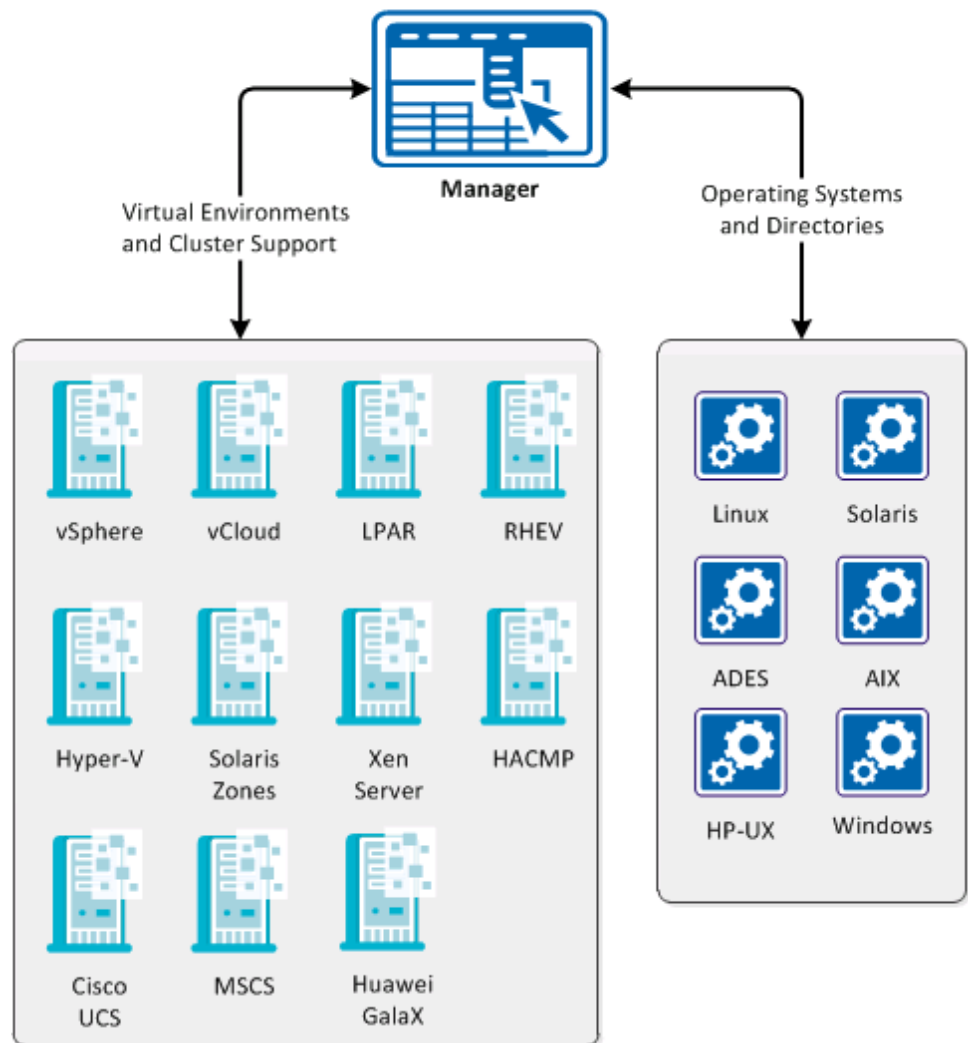 Manager
Virtual Environments
and Cluster Support
Operating Systems
and Directories
vSphere
vCloud
LPAR
RHEV
Hyper-V
Solaris
Zones
Xen
Server
HACMP
Cisco
UCS
MSCS
Huawei
GalaX
Linux
Solaris
ADES
AIX
HP-UX
Windows